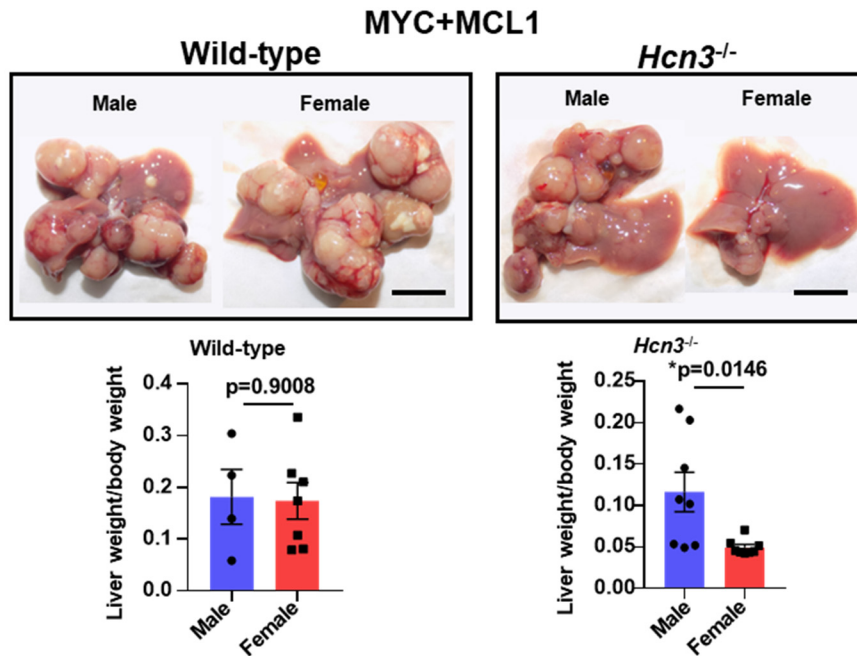 MYC+MCL1
Wild-type
Male Female
Hcn3-/-
Male Female
Wild-type
p=0.9008
Liver weight/body weight
0.4
0.3
0.2
0.1
0.0
Male
Female
Hcn3-/-
*p=0.0146
Liver weight/body weight
0.25
0.20
0.15
0.10
0.05
0.00
Male
Female